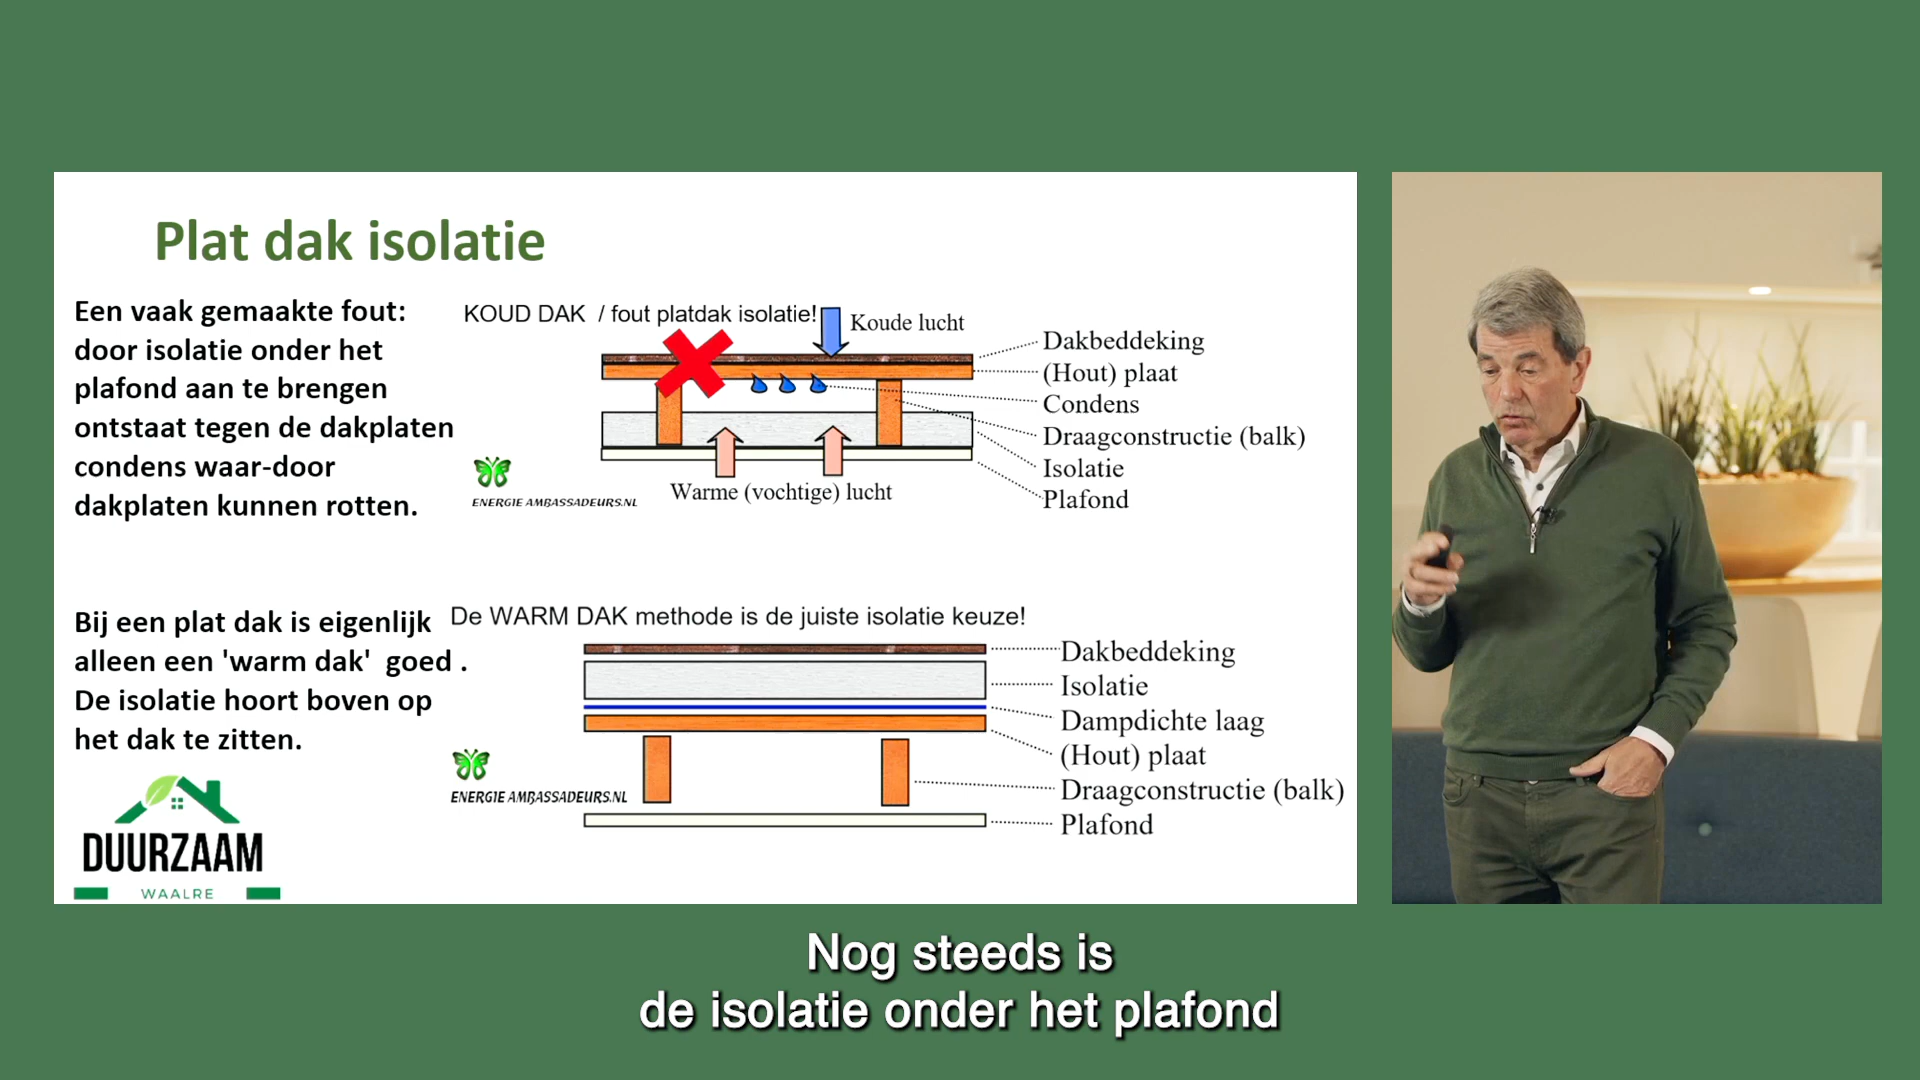 Plat dak isolatie
Een vaak gemaakte fout:
door isolatie onder het
plafond aan te brengen
ontstaat tegen de dakplaten
condens waar-door
dakplaten kunnen rotten.
KOUD DAK / fout platdak isolatie!
Koude lucht
Dakbeddeking
(Hout) plaat
Condens
Draagconstructie (balk)
Isolatie
Plafond
Warme (vochtige) lucht
ENERGIE AMBASSADEURS.NL
Bij een plat dak is eigenlijk
alleen een 'warm dak' goed .
De isolatie hoort boven op
het dak te zitten.
De WARM DAK methode is de juiste isolatie keuze!
Dakbeddeking
Isolatie
Dampdichte laag
(Hout) plaat
Draagconstructie (balk)
Plafond
ENERGIE AMBASSADEURS.NL
DUURZAAM
WAALRE
Nog steeds is
de isolatie onder het plafond